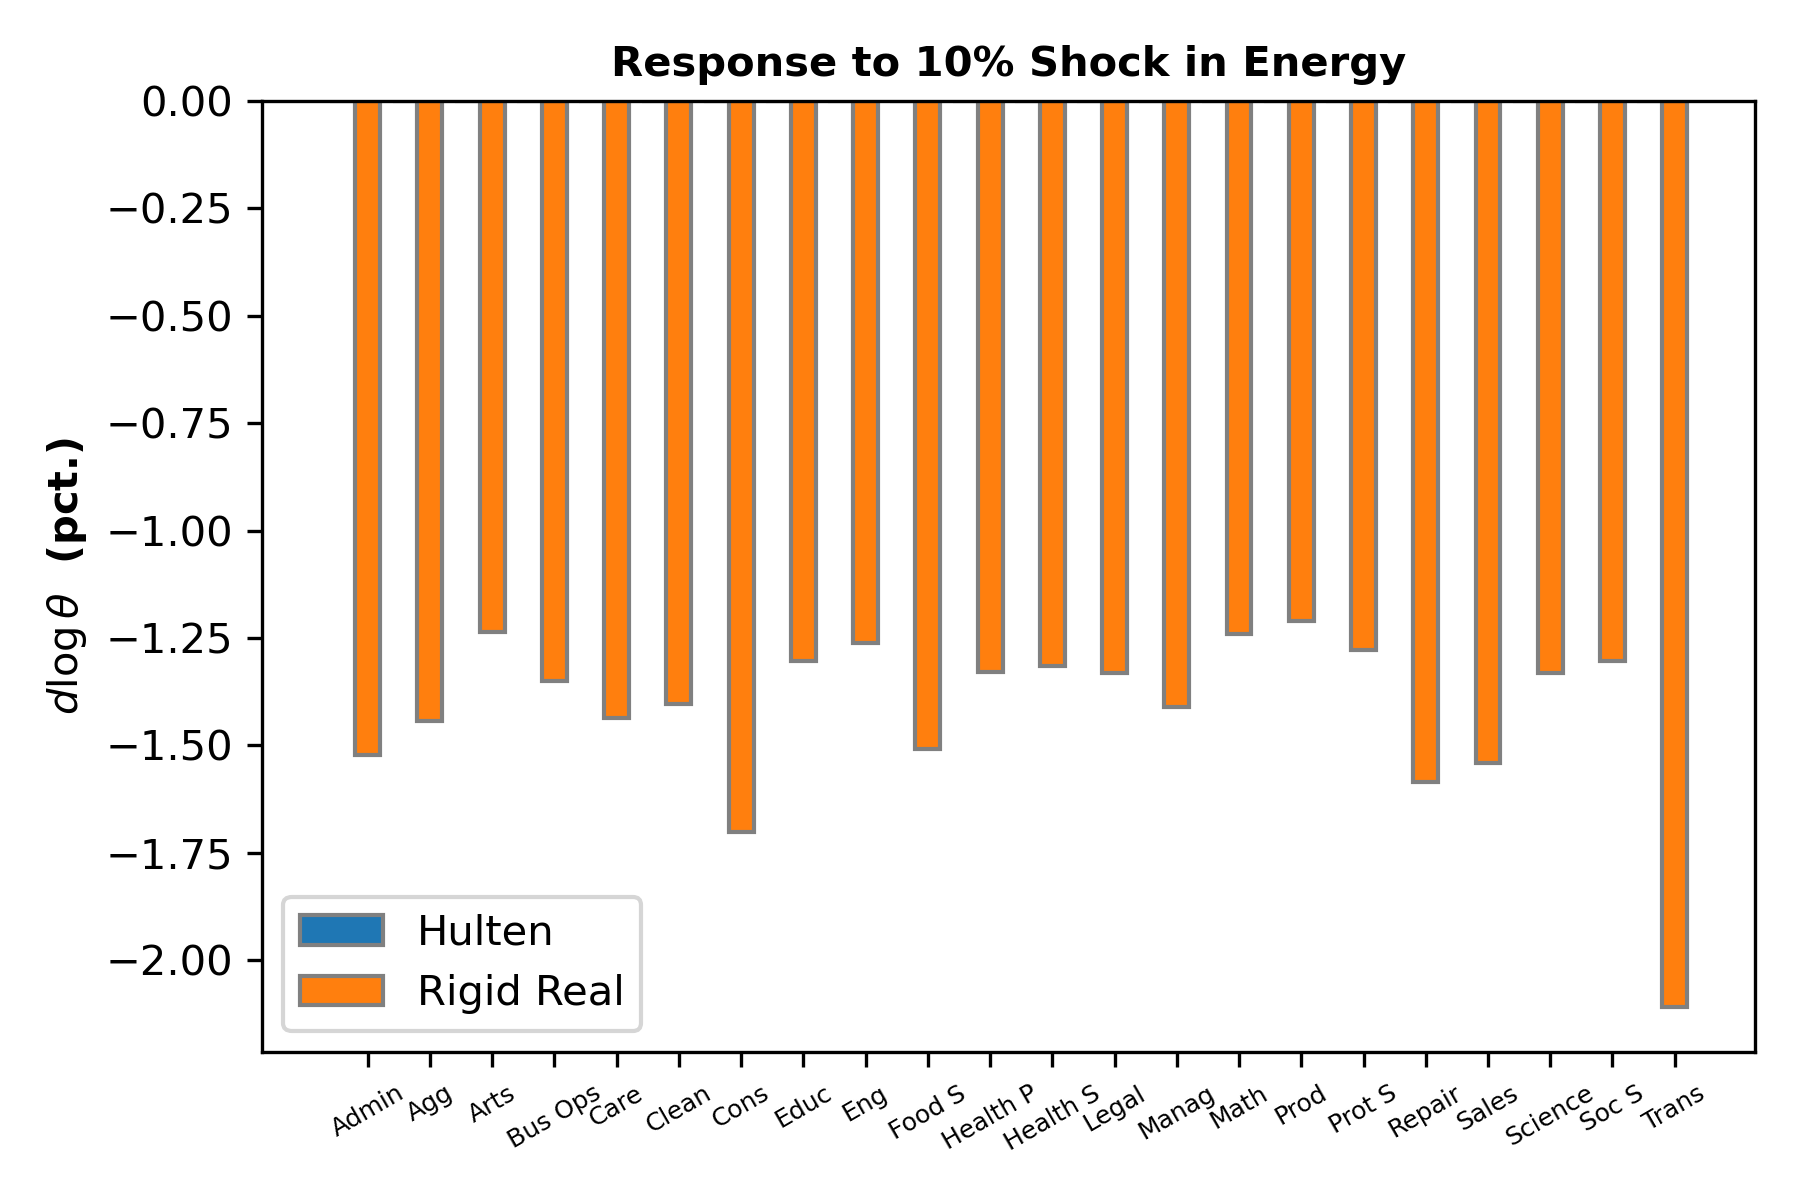 Response to 10% Shock in Energy
d log θ (pct.)
0.00
−0.25
−0.50
−0.75
−1.00
−1.25
−1.50
−1.75
−2.00
Hulten
Rigid Real
Admin
Agg
Arts
Bus Ops
Care
Clean
Cons
Educ
Eng
Food S
Health P
Health S
Legal
Manag
Math
Prod
Prot S
Repair
Sales
Science
Soc S
Trans